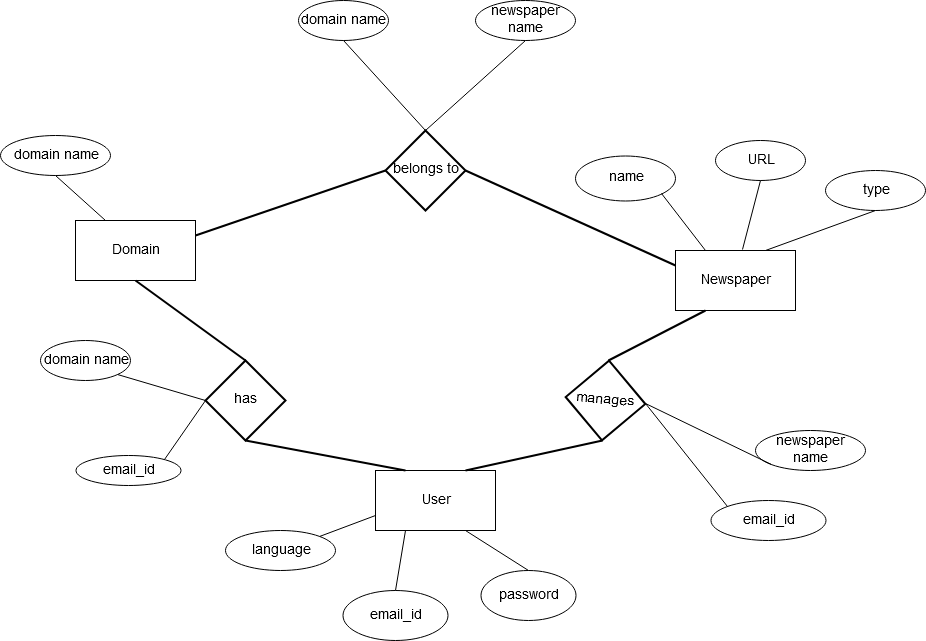 domain name
newspaper
name
domain name
belongs to
name
URL
type
Domain
Newspaper
domain name
has
manages
email_id
newspaper
name
User
email_id
language
email_id
password